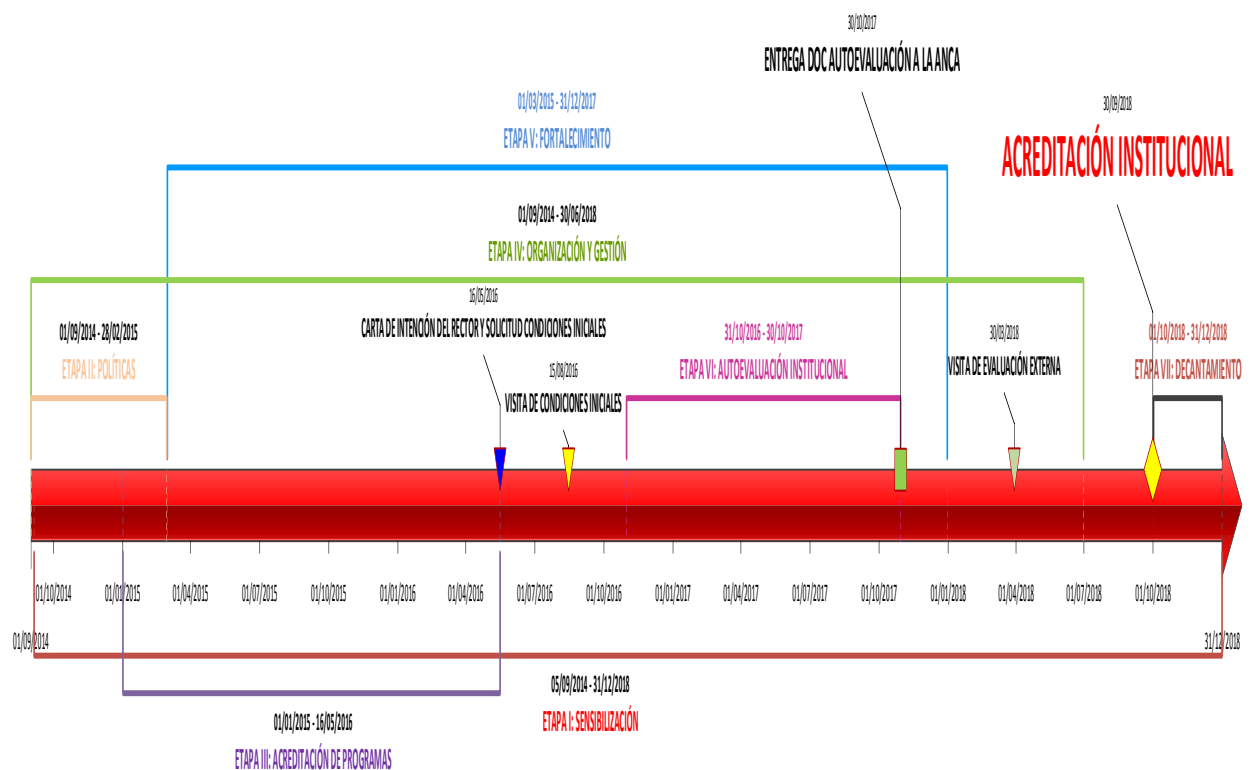 30/10/2017
ENTREGA DOC AUTOEVALUACIÓN A LA ANCA
01/03/2015 - 31/12/2017
ETAPA V: FORTALECIMIENTO
30/09/2018
ACREDITACIÓN INSTITUCIONAL
01/09/2014 - 30/06/2018
ETAPA IV: ORGANIZACIÓN Y GESTIÓN
16/05/2016
CARTA DE INTENCIÓN DEL RECTOR Y SOLICITUD CONDICIONES INICIALES
01/09/2014 - 28/02/2015
ETAPA II: POLÍTICAS
15/08/2016
VISITA DE CONDICIONES INICIALES
31/10/2016 - 30/10/2017
ETAPA VI: AUTOEVALUACIÓN INSTITUCIONAL
30/03/2018
VISITA DE EVALUACIÓN EXTERNA
01/10/2018 - 31/12/2018
ETAPA VII: DECANTAMIENTO
01/10/2014 01/01/2015 01/04/2015 01/07/2015 01/10/2015 01/01/2016 01/04/2016 01/07/2016 01/10/2016 01/01/2017 01/04/2017 01/07/2017 01/10/2017 01/01/2018 01/04/2018 01/07/2018 01/10/2018
01/09/2014 31/12/2018
05/09/2014 - 31/12/2018
ETAPA I: SENSIBILIZACIÓN
01/01/2015 - 16/05/2016
ETAPA III: ACREDITACIÓN DE PROGRAMAS